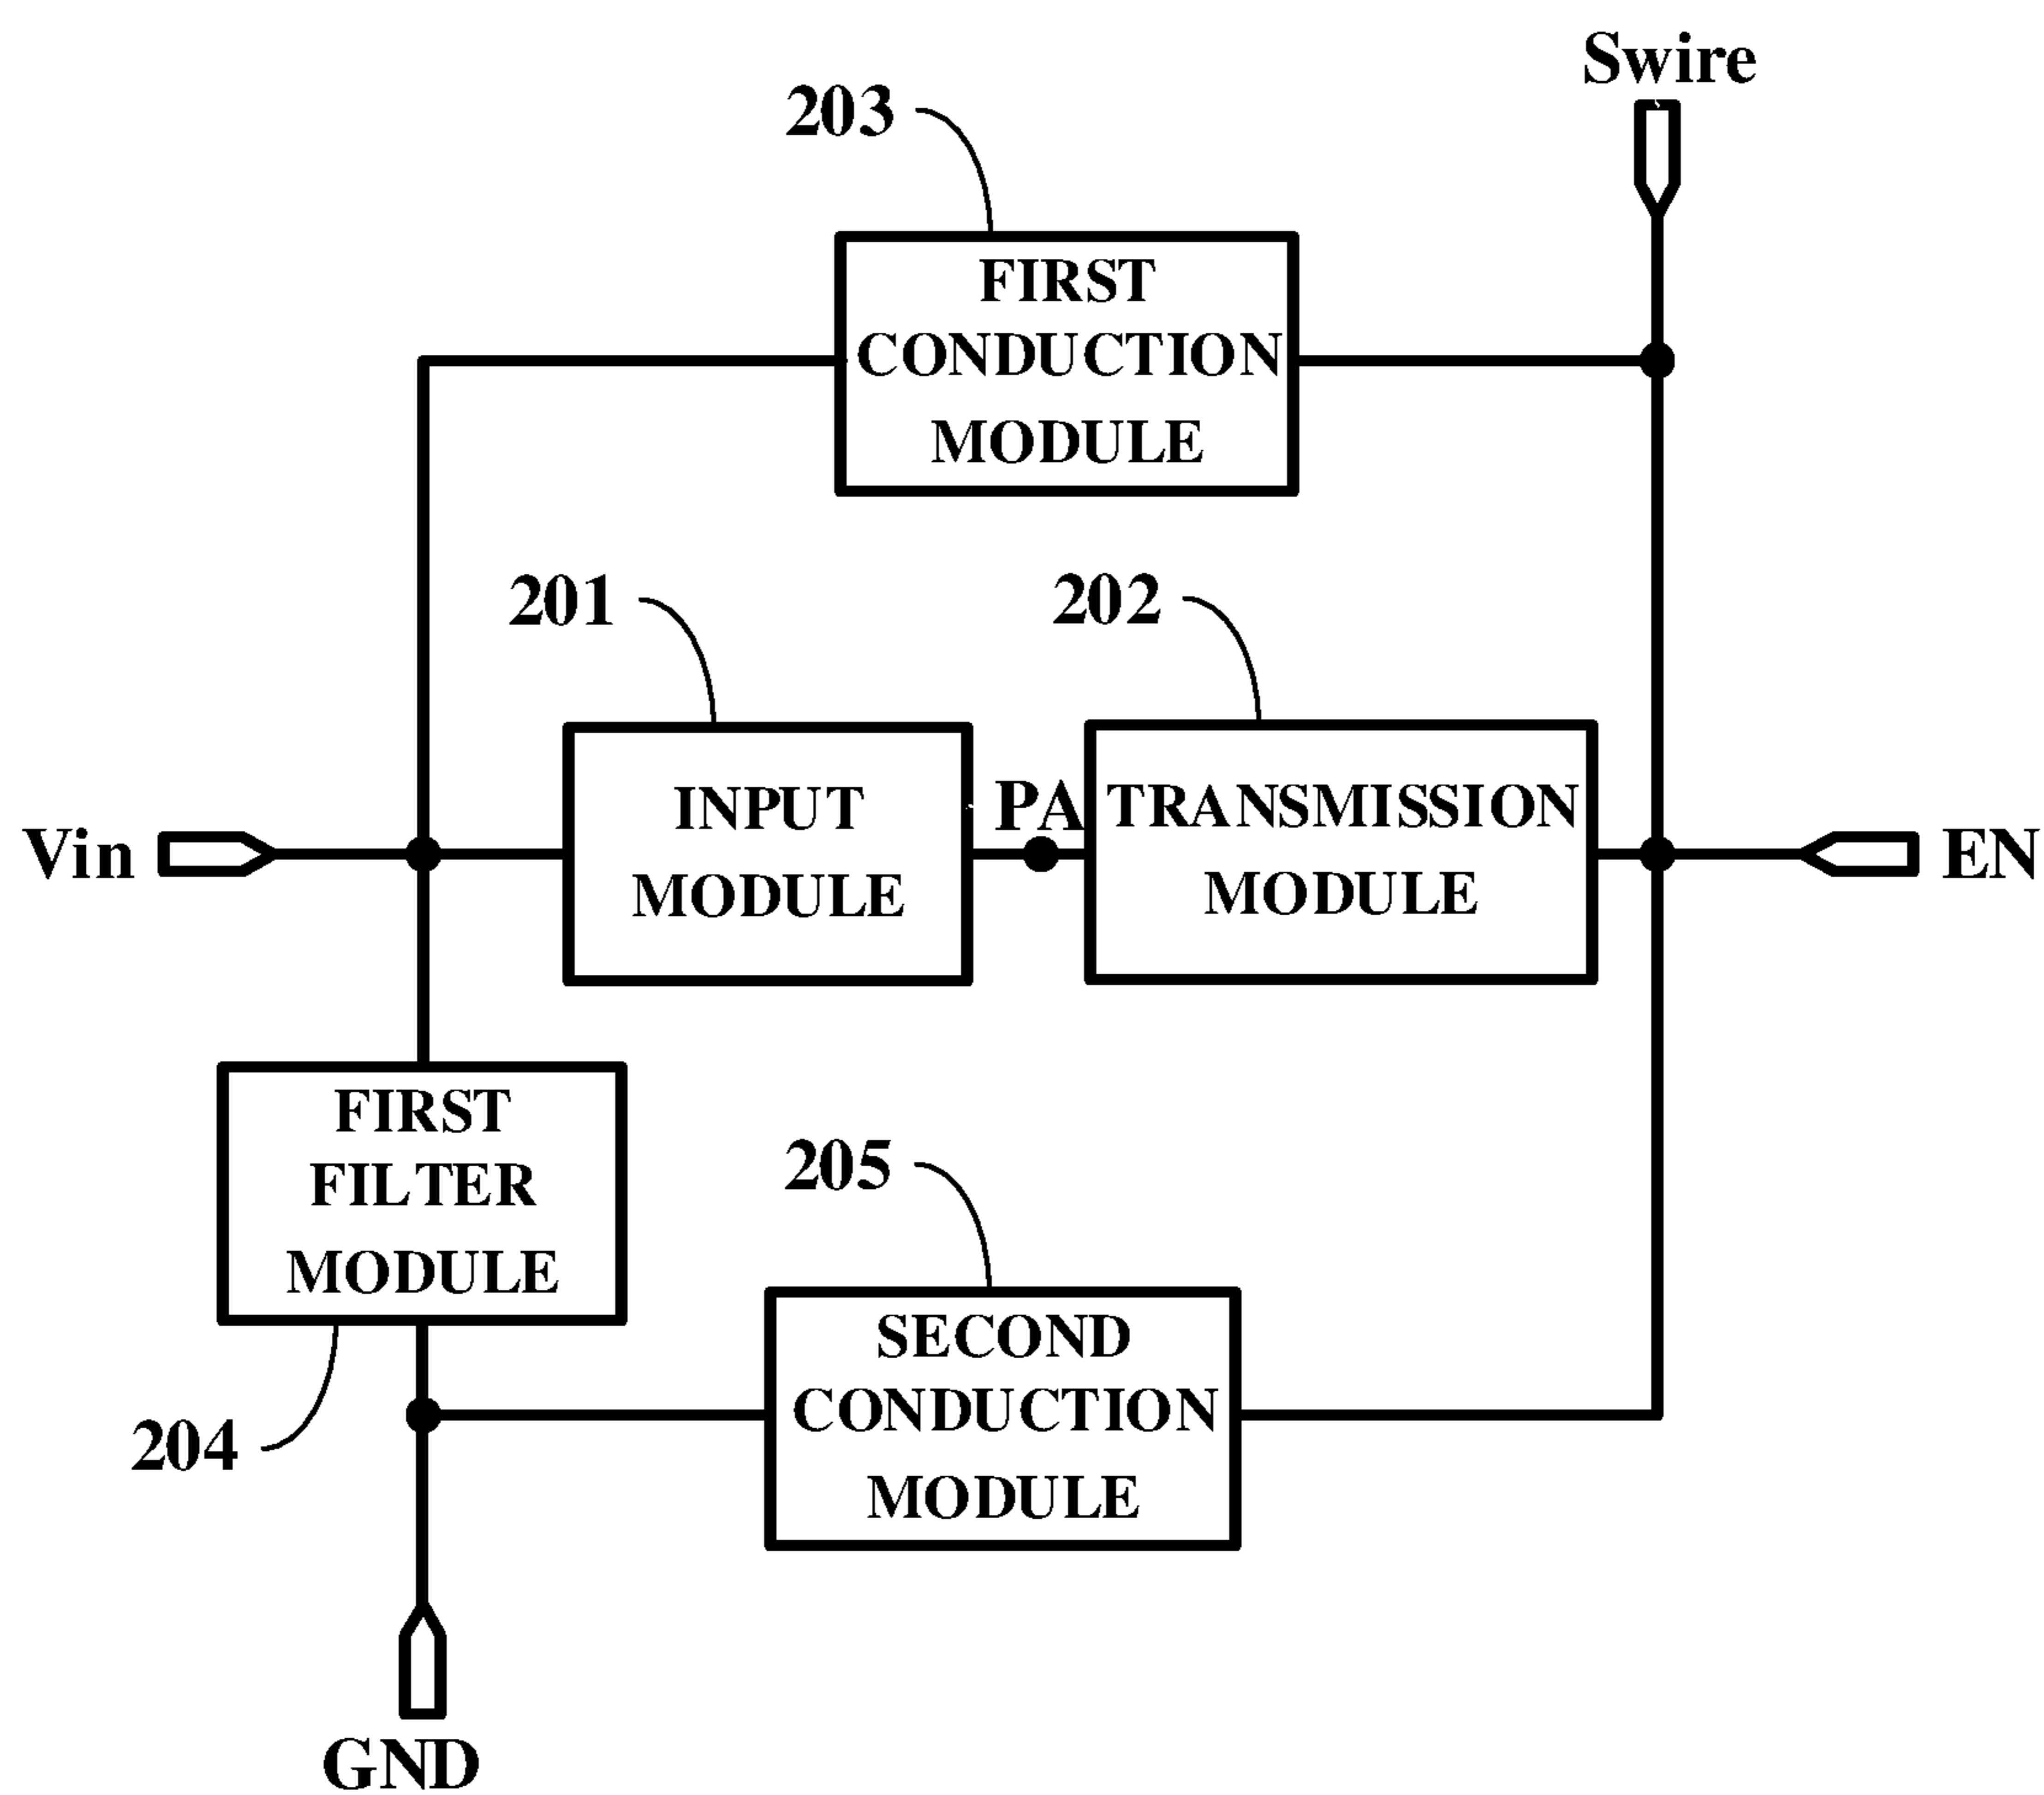 Swire
203
FIRST
CONDUCTION
MODULE
201
202
Vin
INPUT
MODULE
PA
TRANSMISSION
MODULE
EN
FIRST
FILTER
MODULE
204
205
SECOND
CONDUCTION
MODULE
GND